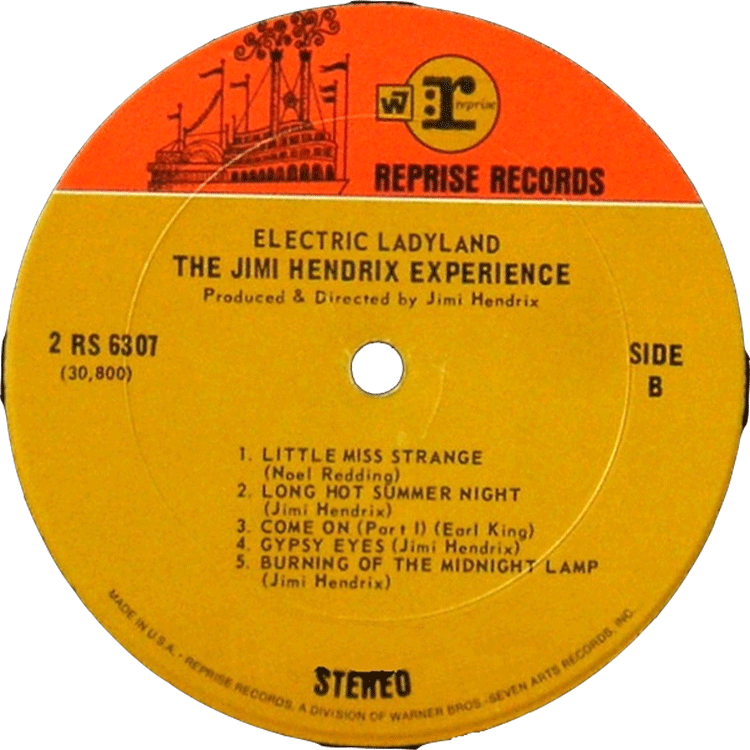 W7 r: reprise
REPRISE RECORDS
ELECTRIC LADYLAND
THE JIMI HENDRIX EXPERIENCE
Produced & Directed by Jimi Hendrix
2 RS 6307
(30,800)
SIDE
B
1. LITTLE MISS STRANGE
(Noel Redding)
2. LONG HOT SUMMER NIGHT
(Jimi Hendrix)
3. COME ON (Part I) (Earl King)
4. GYPSY EYES (Jimi Hendrix)
5. BURNING OF THE MIDNIGHT LAMP
(Jimi Hendrix)
STEREO
MADE IN U.S.A. • REPRISE RECORDS, A DIVISION OF WARNER BROS.-SEVEN ARTS RECORDS, INC.